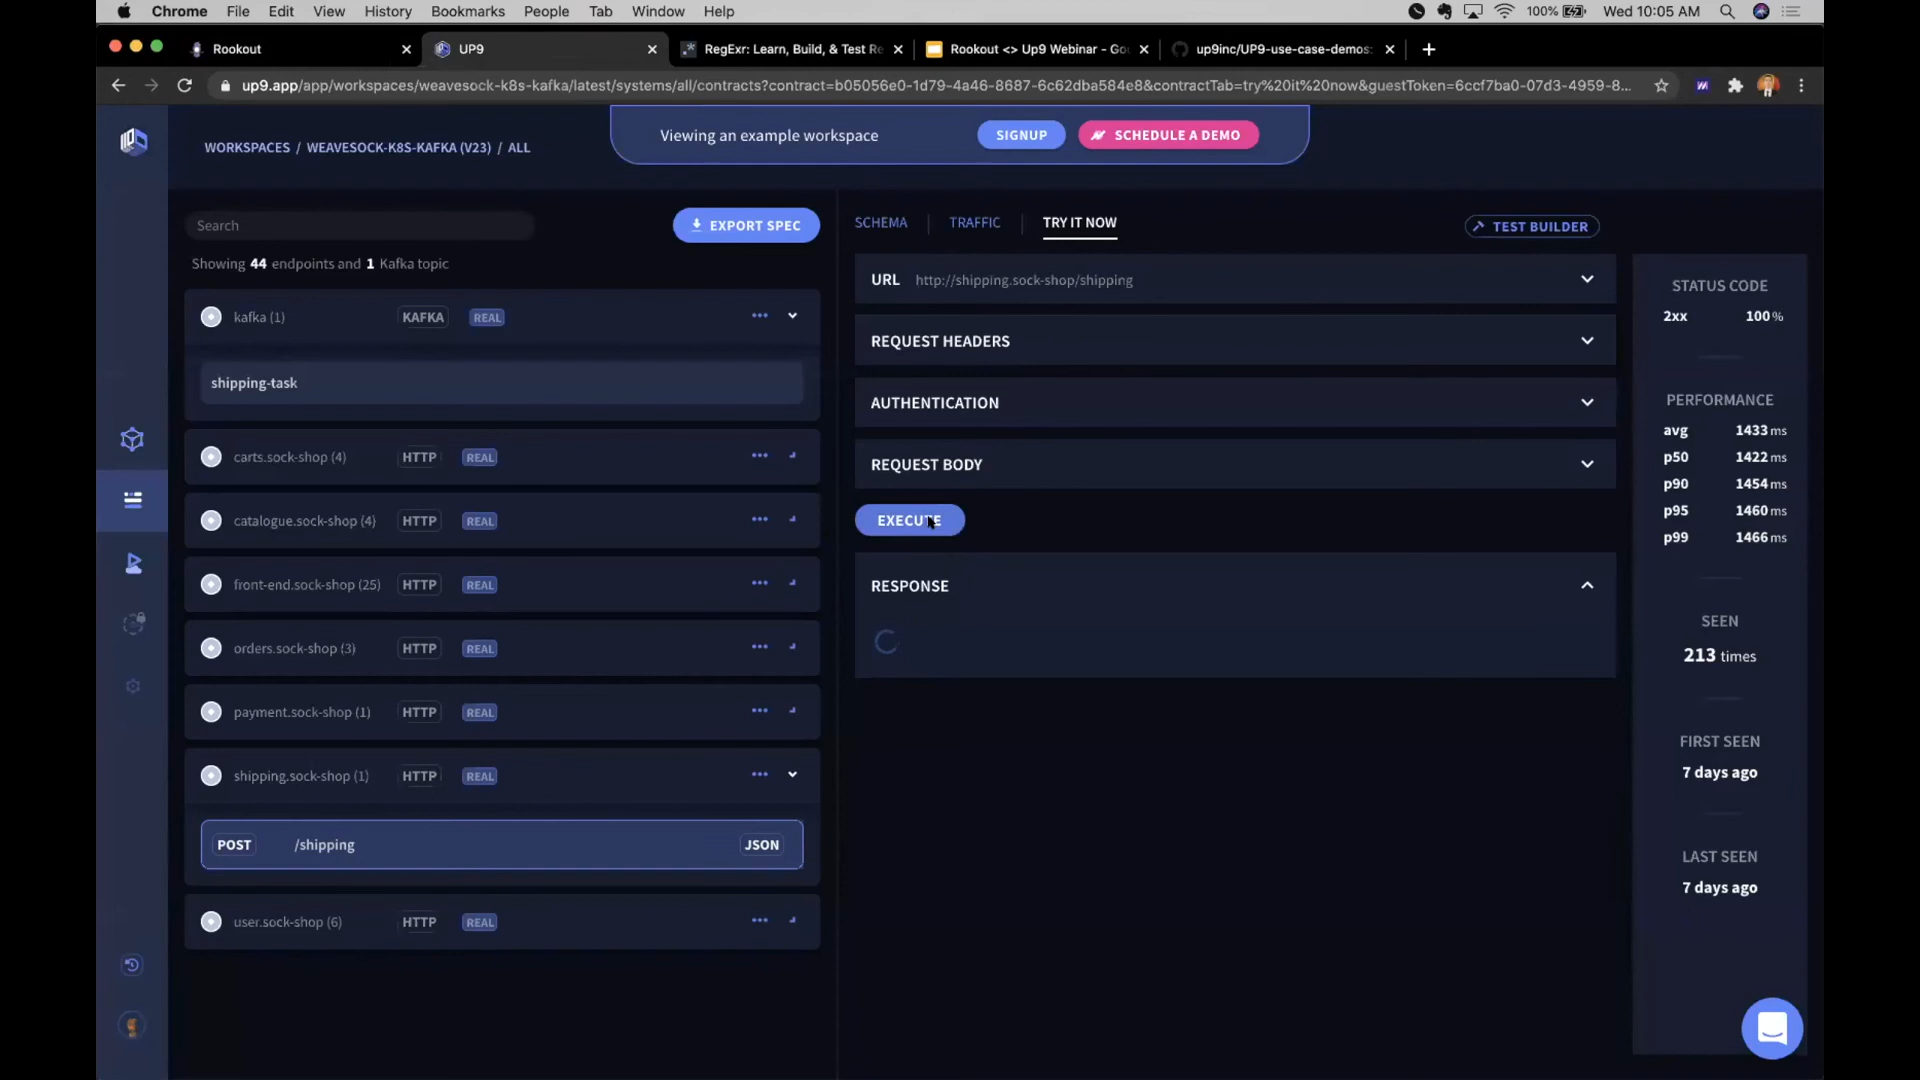 Chrome File Edit View History Bookmarks People Tab Window Help 100% Wed 10:05 AM
Rookout UP9 RegExr: Learn, Build, & Test Re Rookout <> Up9 Webinar - Goo up9inc/UP9-use-case-demos:
up9.app/app/workspaces/weavesock-k8s-kafka/latest/systems/all/contracts?contract=b05056e0-1d79-4a46-8687-6c62dba584e8&contractTab=try%20it%20now&guestToken=6ccf7ba0-07d3-4959-8...
Viewing an example workspace SIGNUP SCHEDULE A DEMO
WORKSPACES / WEAVESOCK-K8S-KAFKA (V23) / ALL
Search EXPORT SPEC
Showing 44 endpoints and 1 Kafka topic
kafka (1) KAFKA REAL
shipping-task
carts.sock-shop (4) HTTP REAL
catalogue.sock-shop (4) HTTP REAL
front-end.sock-shop (25) HTTP REAL
orders.sock-shop (3) HTTP REAL
payment.sock-shop (1) HTTP REAL
shipping.sock-shop (1) HTTP REAL
POST /shipping JSON
user.sock-shop (6) HTTP REAL
SCHEMA TRAFFIC TRY IT NOW TEST BUILDER
URL http://shipping.sock-shop/shipping
REQUEST HEADERS
AUTHENTICATION
REQUEST BODY
EXECUTE
RESPONSE
STATUS CODE
2xx 100%
PERFORMANCE
avg 1433 ms
p50 1422 ms
p90 1454 ms
p95 1460 ms
p99 1466 ms
SEEN
213 times
FIRST SEEN
7 days ago
LAST SEEN
7 days ago